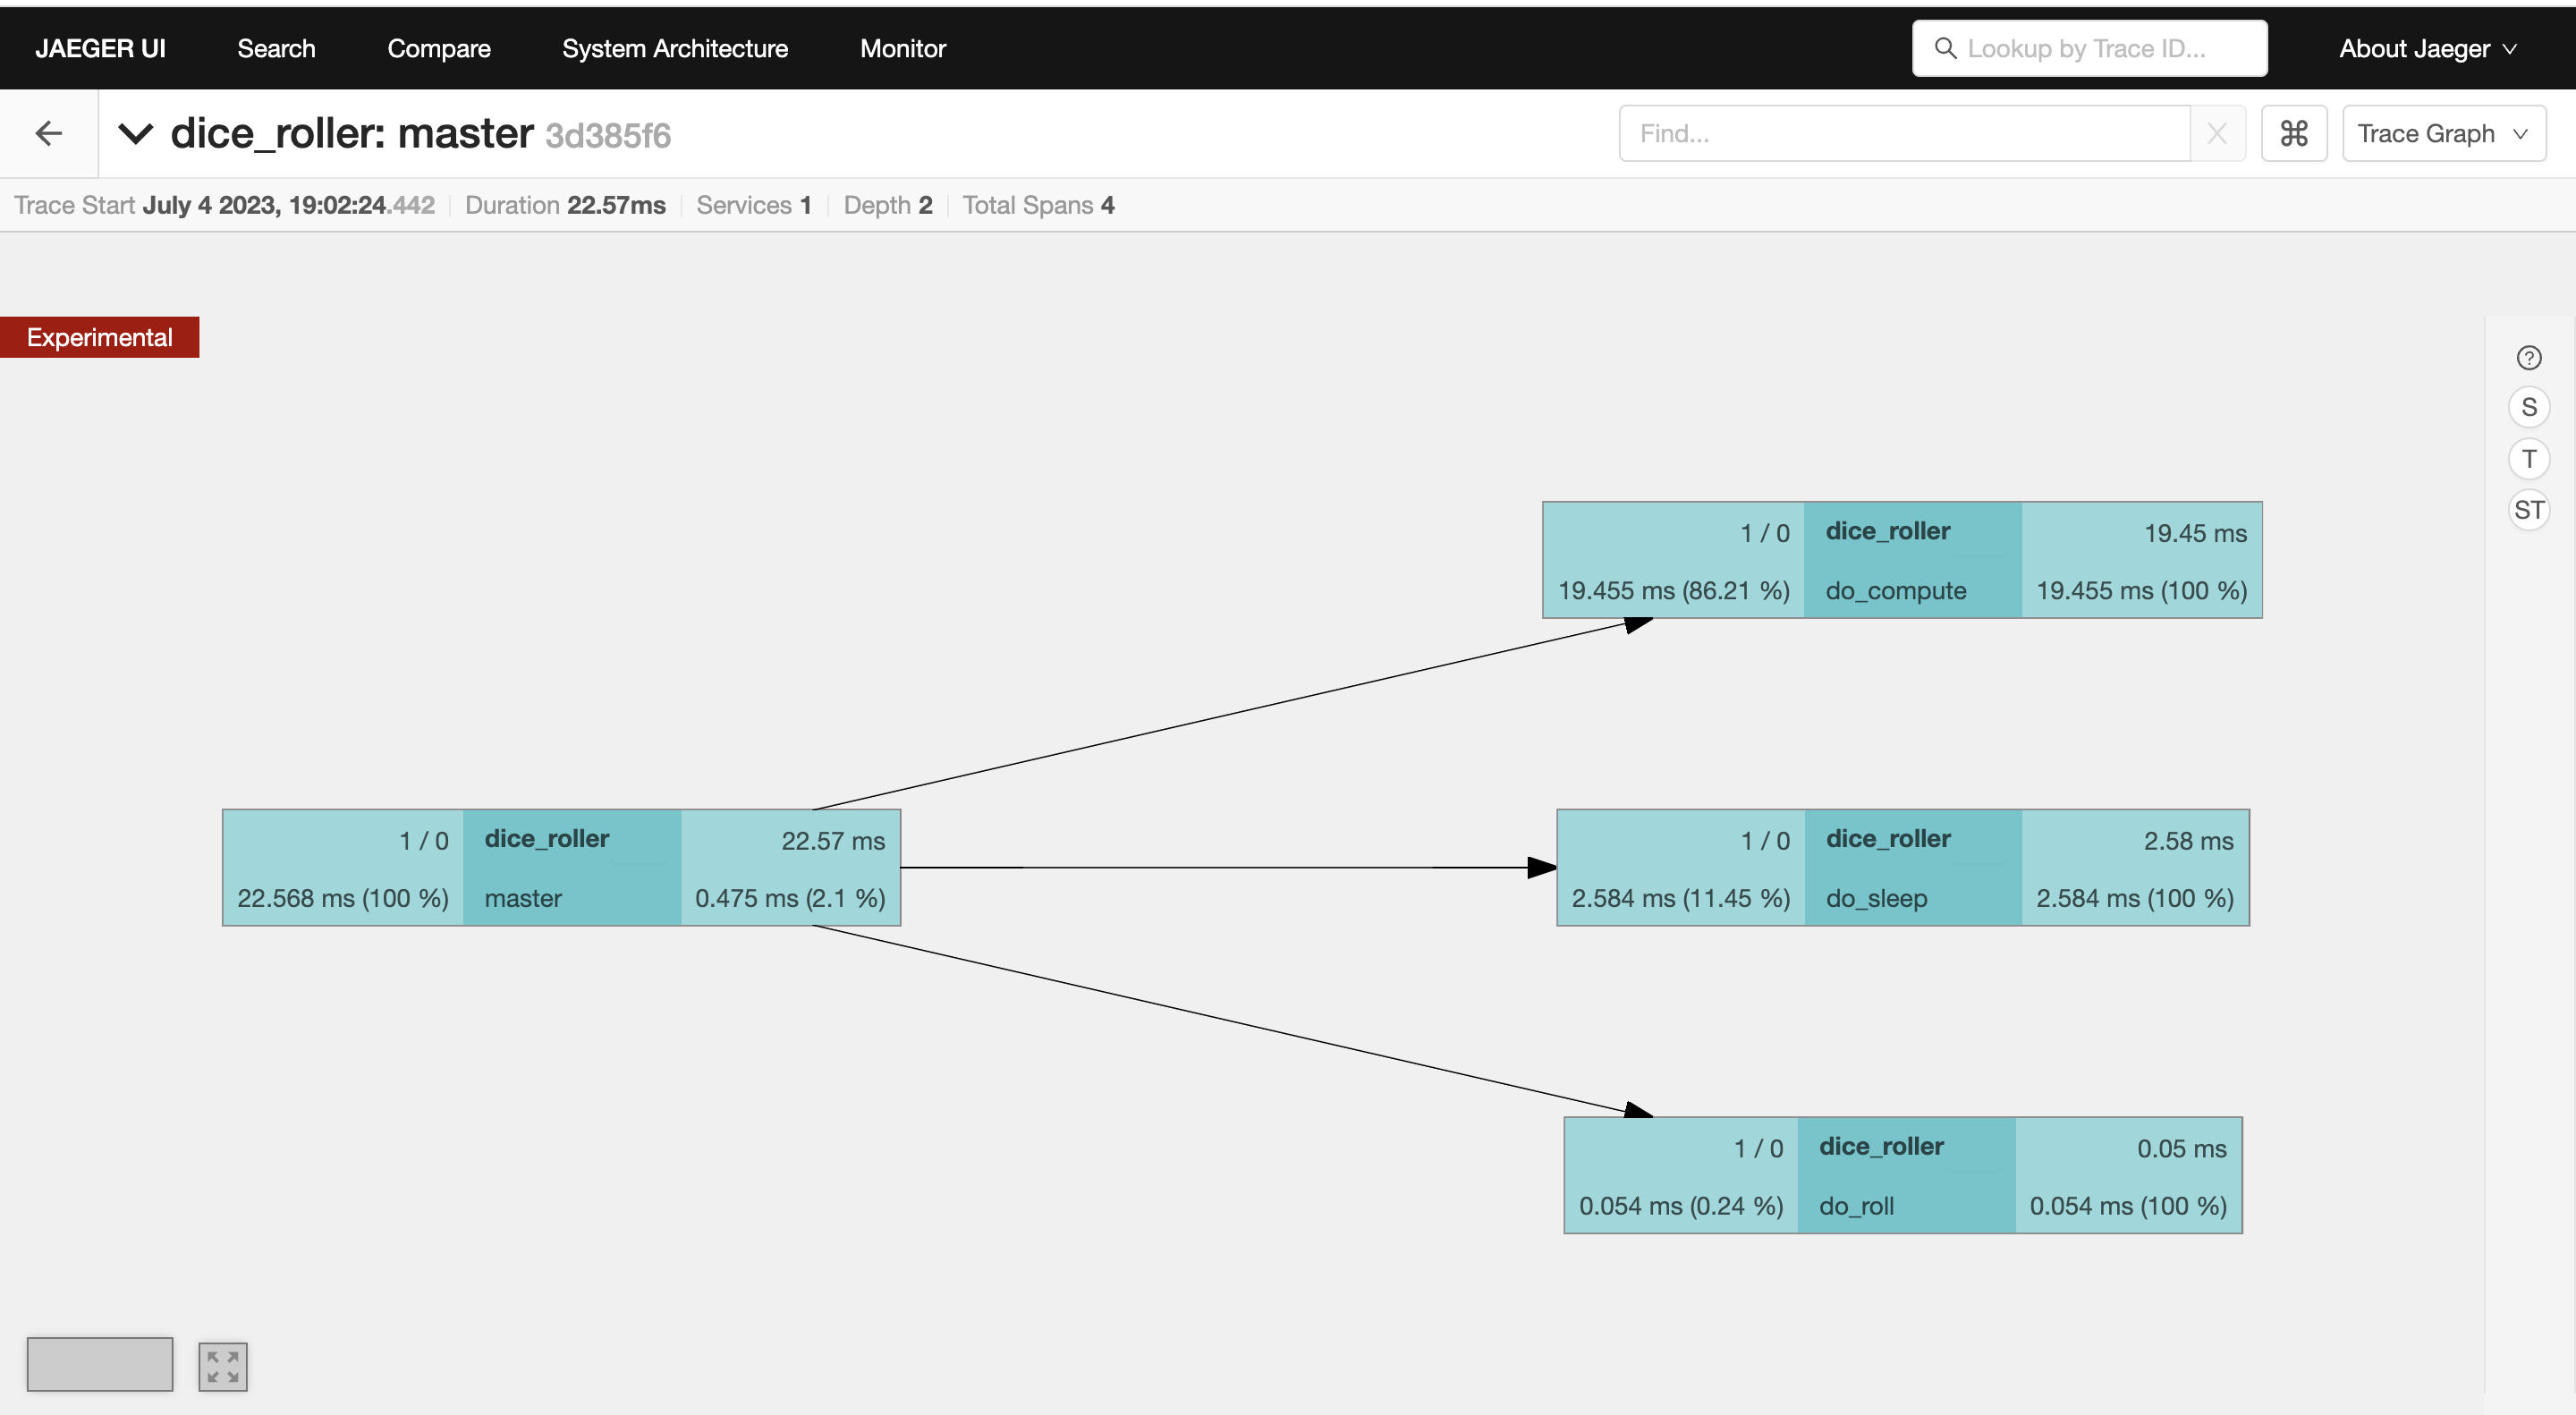 JAEGER UI Search Compare System Architecture Monitor Lookup by Trace ID... About Jaeger
dice_roller: master 3d385f6 Find... X ⌘ Trace Graph
Trace Start July 4 2023, 19:02:24.442 Duration 22.57ms Services 1 Depth 2 Total Spans 4
Experimental
?
S
T
ST
1 / 0 dice_roller 19.45 ms
19.455 ms (86.21 %) do_compute 19.455 ms (100 %)
1 / 0 dice_roller 22.57 ms
22.568 ms (100 %) master 0.475 ms (2.1 %)
1 / 0 dice_roller 2.58 ms
2.584 ms (11.45 %) do_sleep 2.584 ms (100 %)
1 / 0 dice_roller 0.05 ms
0.054 ms (0.24 %) do_roll 0.054 ms (100 %)